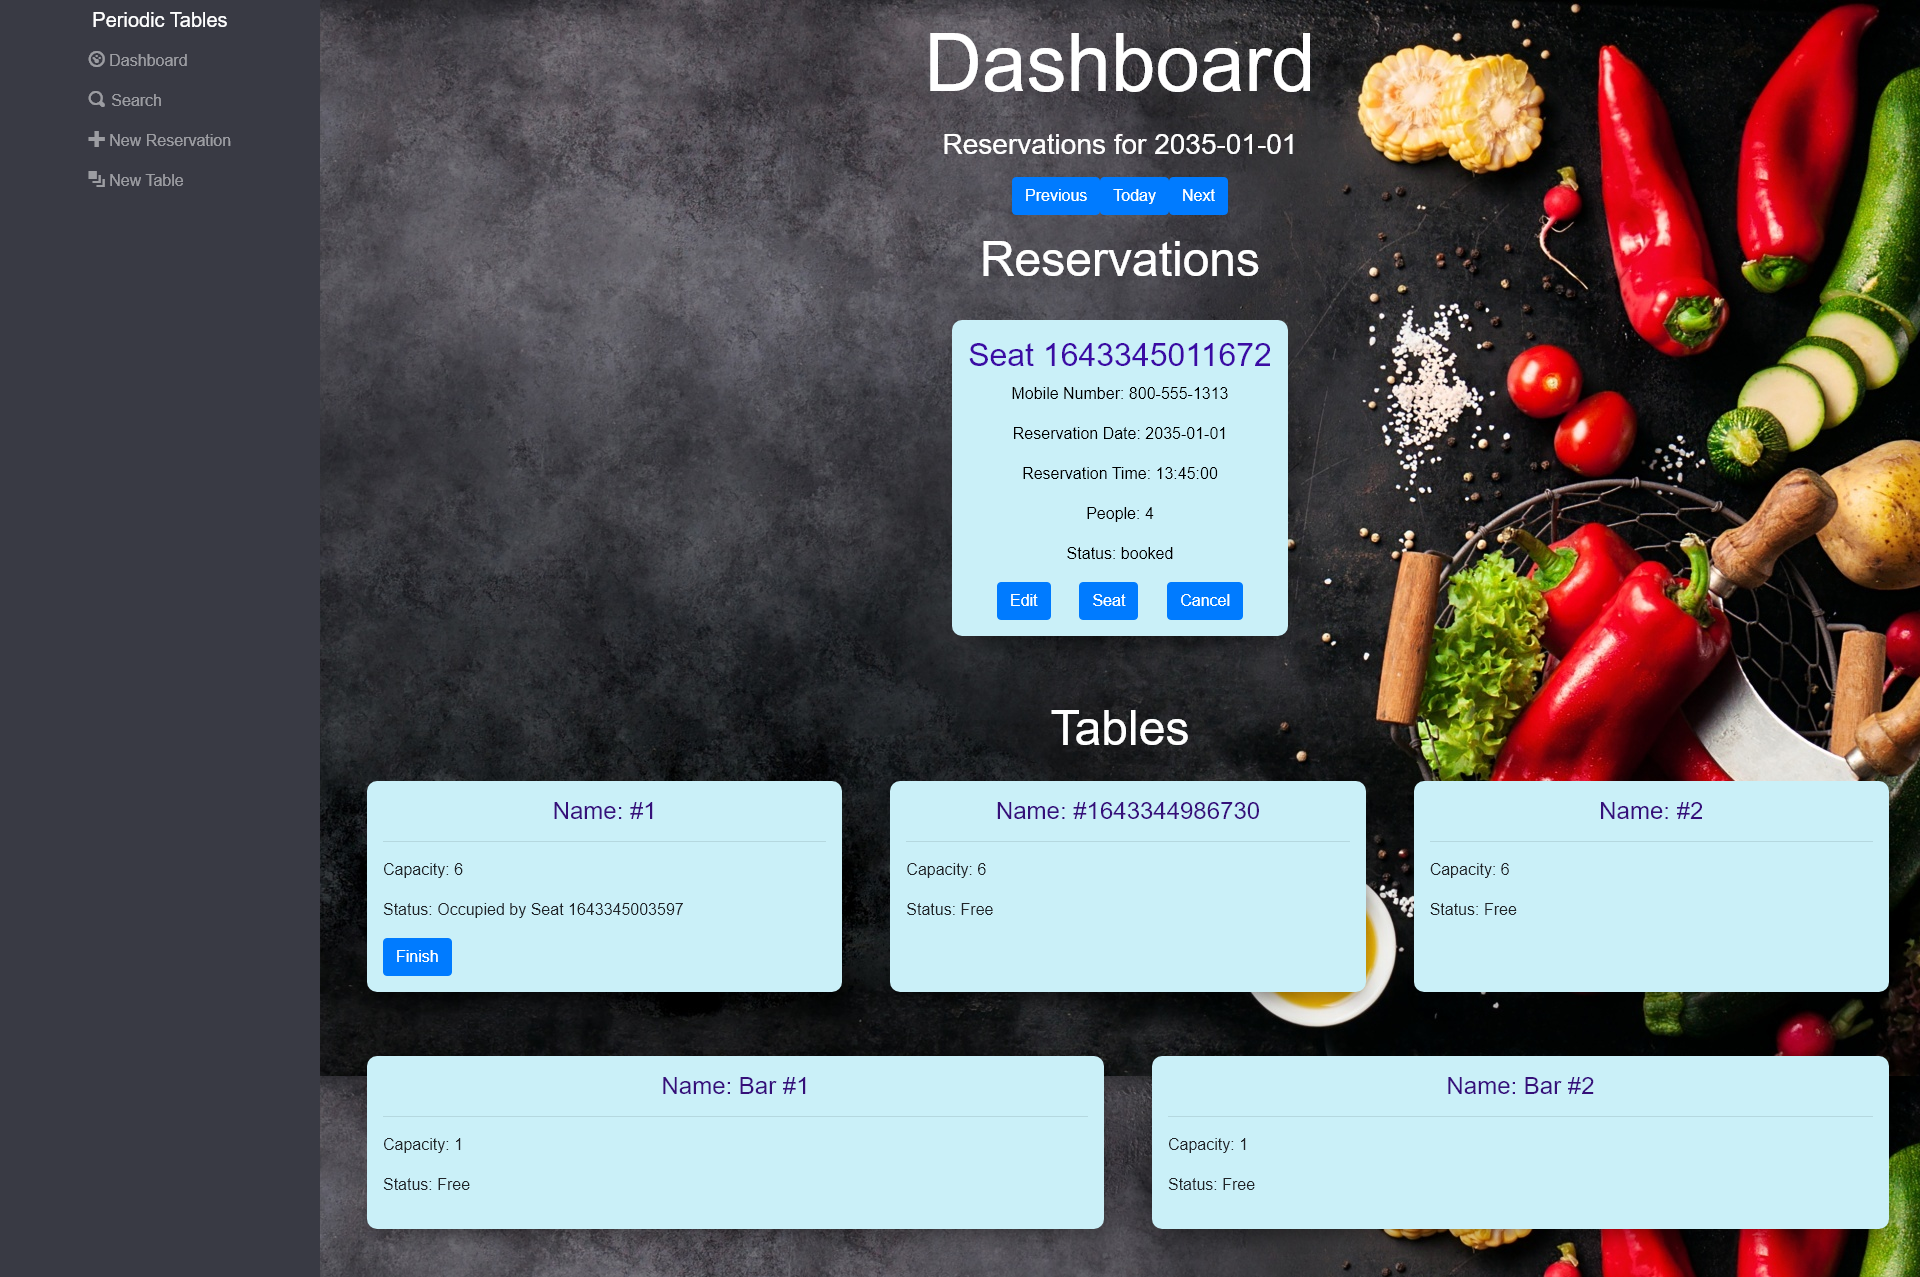 Periodic Tables
Dashboard
Search
New Reservation
New Table
Dashboard
Reservations for 2035-01-01
Previous Today Next
Reservations
Seat 1643345011672
Mobile Number: 800-555-1313
Reservation Date: 2035-01-01
Reservation Time: 13:45:00
People: 4
Status: booked
Edit Seat Cancel
Tables
Name: #1
Capacity: 6
Status: Occupied by Seat 1643345003597
Finish
Name: #1643344986730
Capacity: 6
Status: Free
Name: #2
Capacity: 6
Status: Free
Name: Bar #1
Capacity: 1
Status: Free
Name: Bar #2
Capacity: 1
Status: Free